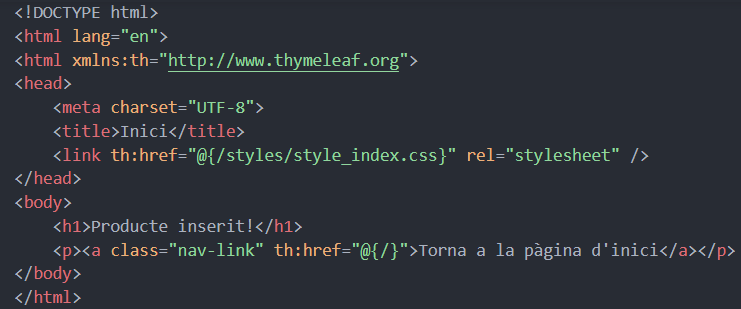 <!DOCTYPE html>
<html lang="en">
<html xmlns:th="http://www.thymeleaf.org">
<head>
    <meta charset="UTF-8">
    <title>Inici</title>
    <link th:href="@{/styles/style_index.css}" rel="stylesheet" />
</head>
<body>
    <h1>Producte inserit!</h1>
    <p><a class="nav-link" th:href="@{/}">Torna a la pàgina d'inici</a></p>
</body>
</html>